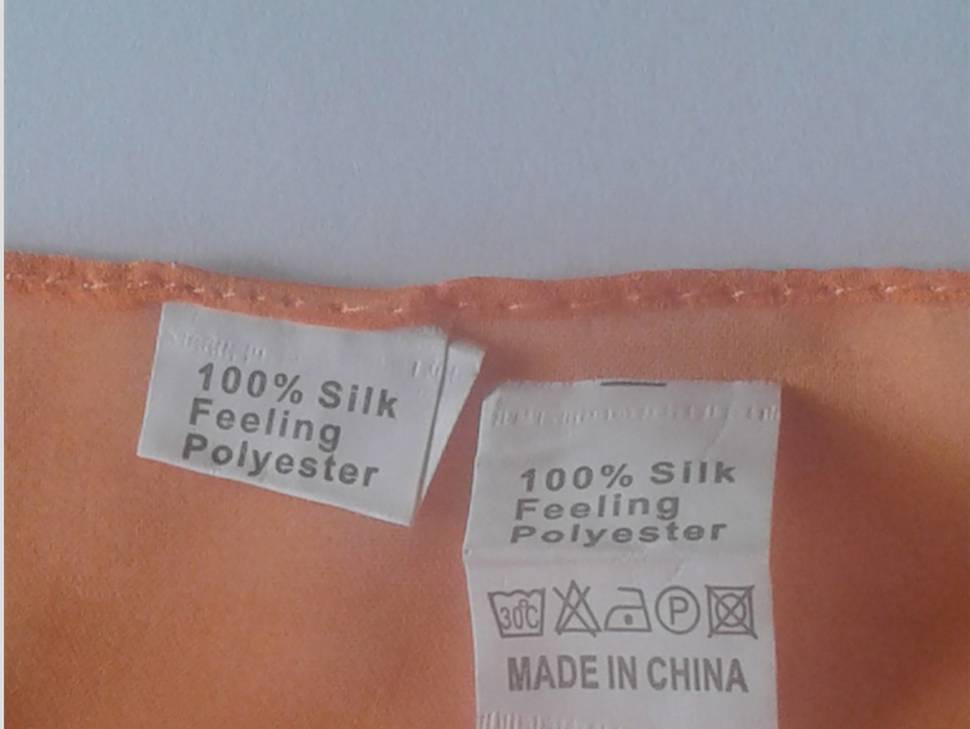 100% Silk
Feeling
Polyester
100% Silk
Feeling
Polyester
30°C P
MADE IN CHINA